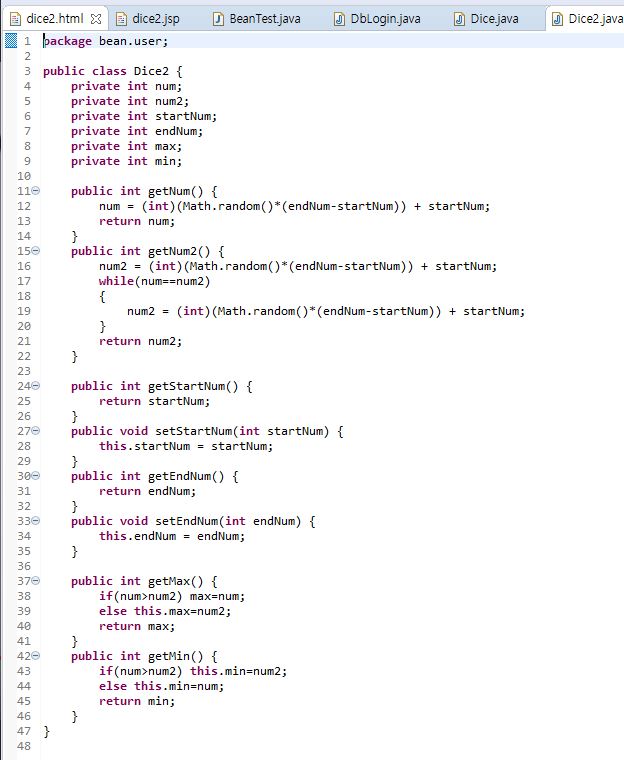 dice2.html dice2.jsp BeanTest.java DbLogin.java Dice.java Dice2.java
1 package bean.user;
2
3 public class Dice2 {
4 private int num;
5 private int num2;
6 private int startNum;
7 private int endNum;
8 private int max;
9 private int min;
10
11 public int getNum() {
12 num = (int)(Math.random()*(endNum-startNum)) + startNum;
13 return num;
14 }
15 public int getNum2() {
16 num2 = (int)(Math.random()*(endNum-startNum)) + startNum;
17 while(num==num2)
18 {
19 num2 = (int)(Math.random()*(endNum-startNum)) + startNum;
20 }
21 return num2;
22 }
23
24 public int getStartNum() {
25 return startNum;
26 }
27 public void setStartNum(int startNum) {
28 this.startNum = startNum;
29 }
30 public int getEndNum() {
31 return endNum;
32 }
33 public void setEndNum(int endNum) {
34 this.endNum = endNum;
35 }
36
37 public int getMax() {
38 if(num>num2) max=num;
39 else this.max=num2;
40 return max;
41 }
42 public int getMin() {
43 if(num>num2) this.min=num2;
44 else this.min=num;
45 return min;
46 }
47 }
48